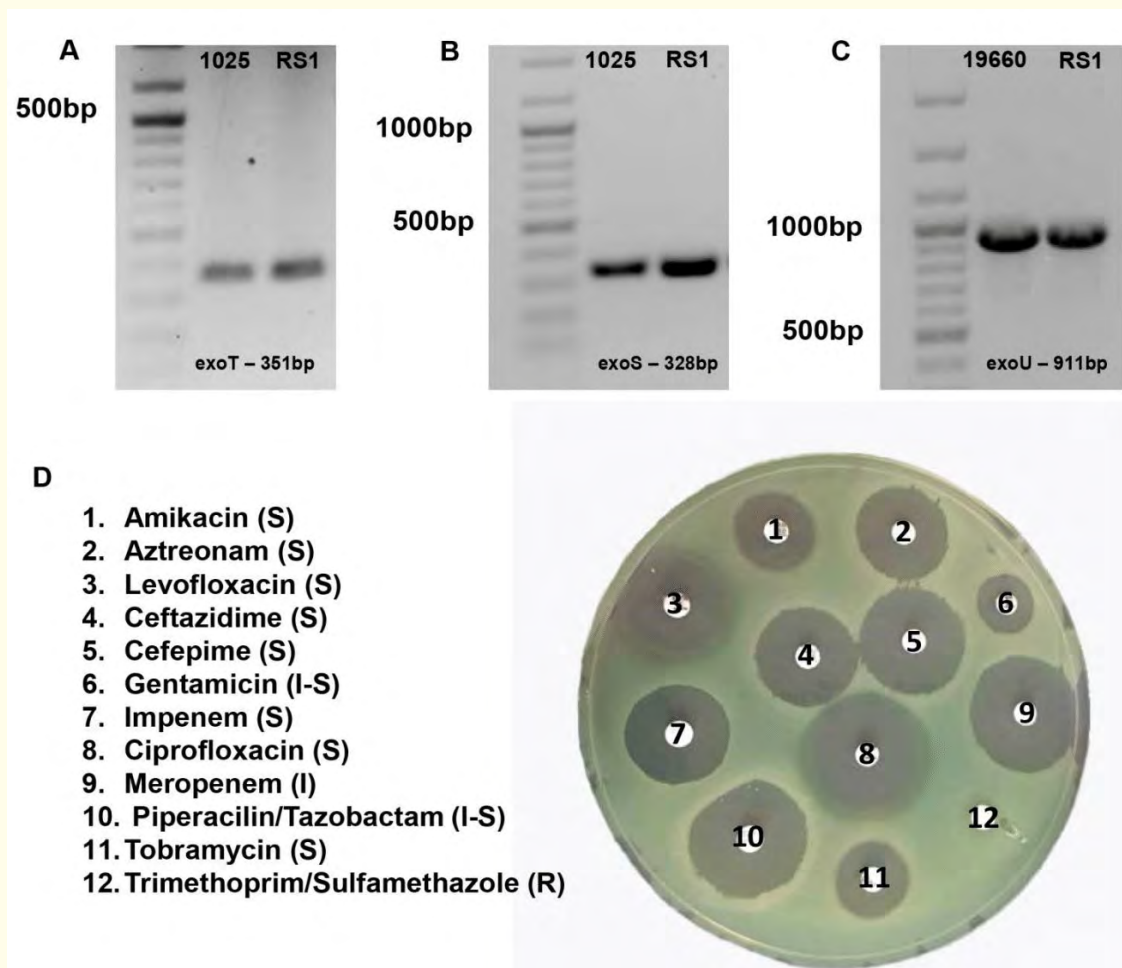 A
1025 RS1
500bp
exoT – 351bp
B
1025 RS1
1000bp
500bp
exoS – 328bp
C
19660 RS1
1000bp
500bp
exoU – 911bp
D
1. Amikacin (S)
2. Aztreonam (S)
3. Levofloxacin (S)
4. Ceftazidime (S)
5. Cefepime (S)
6. Gentamicin (I-S)
7. Impenem (S)
8. Ciprofloxacin (S)
9. Meropenem (I)
10. Piperacilin/Tazobactam (I-S)
11. Tobramycin (S)
12. Trimethoprim/Sulfamethazole (R)
1
2
3
4
5
6
7
8
9
10
11
12